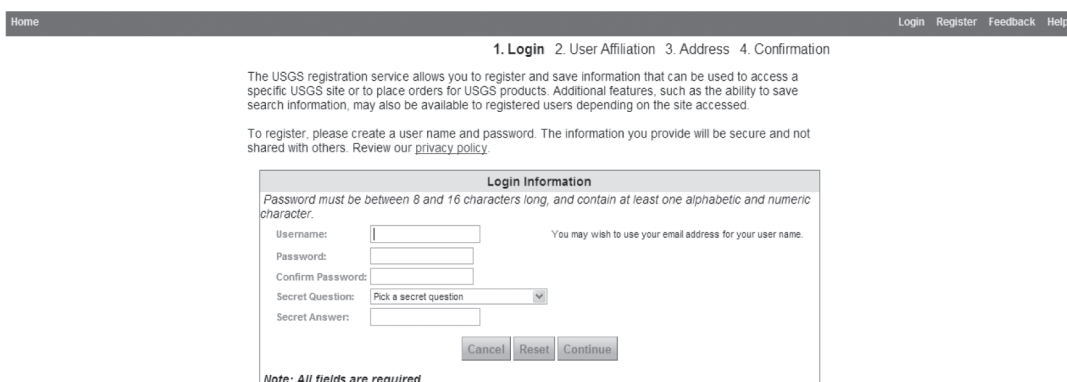 Home Login Register Feedback Help
1. Login 2. User Affiliation 3. Address 4. Confirmation
The USGS registration service allows you to register and save information that can be used to access a
specific USGS site or to place orders for USGS products. Additional features, such as the ability to save
search information, may also be available to registered users depending on the site accessed.
To register, please create a user name and password. The information you provide will be secure and not
shared with others. Review our privacy policy.
Login Information
Password must be between 8 and 16 characters long, and contain at least one alphabetic and numeric
character.
Username: You may wish to use your email address for your user name.
Password:
Confirm Password:
Secret Question: Pick a secret question
Secret Answer:
Cancel Reset Continue
Note: All fields are required